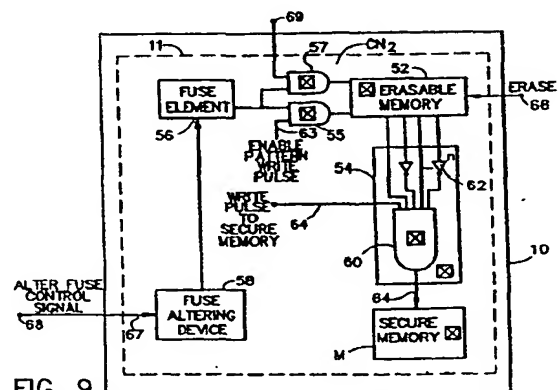 69
11
57
CN2
52
FUSE
ELEMENT
56
ERASABLE
MEMORY
ERASE
68
63
55
ENABLE
PATTERN
WRITE
PULSE
54
62
WRITE
PULSE
TO
SECURE
MEMORY
64
60
10
ALTER FUSE
CONTROL
SIGNAL
68
67
58
FUSE
ALTERING
DEVICE
64
SECURE
MEMORY
M
FIG. 9